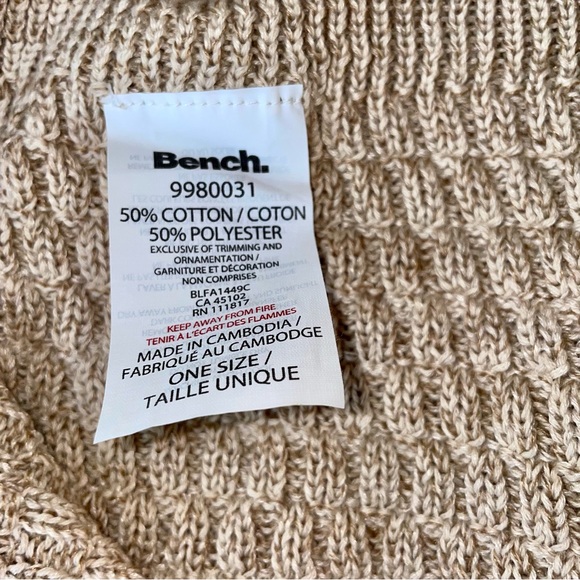 Bench.
9980031
50% COTTON / COTON
50% POLYESTER
EXCLUSIVE OF TRIMMING AND
ORNAMENTATION /
GARNITURE ET DÉCORATION
NON COMPRISES
BLFA1449C
CA 45102
RN 111817
KEEP AWAY FROM FIRE
TENIR À L'ÉCART DES FLAMMES
MADE IN CAMBODIA /
FABRIQUÉ AU CAMBODGE
ONE SIZE /
TAILLE UNIQUE